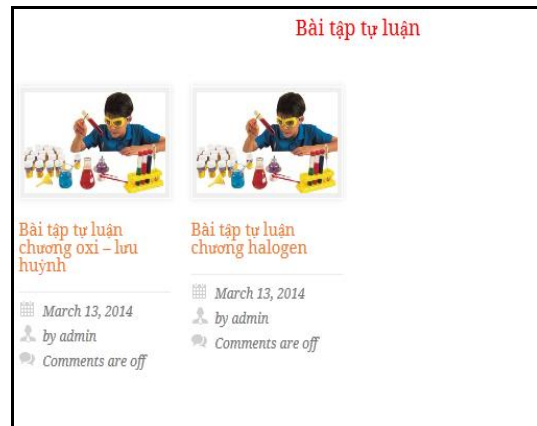 Bài tập tự luận
Bài tập tự luận
chương oxi – lưu
huỳnh
March 13, 2014
by admin
Comments are off
Bài tập tự luận
chương halogen
March 13, 2014
by admin
Comments are off